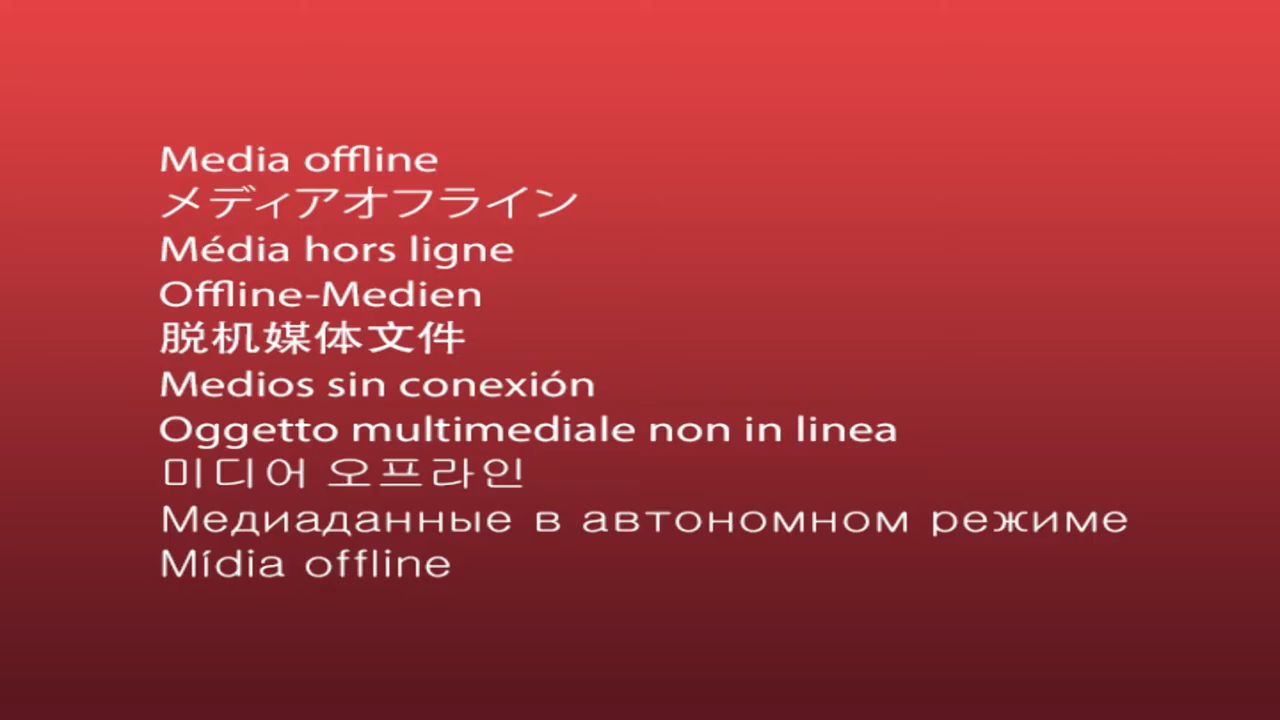 Media offline
メディアオフライン
Média hors ligne
Offline-Medien
脱机媒体文件
Medios sin conexión
Oggetto multimediale non in linea
미디어 오프라인
Медиаданные в автономном режиме
Mídia offline